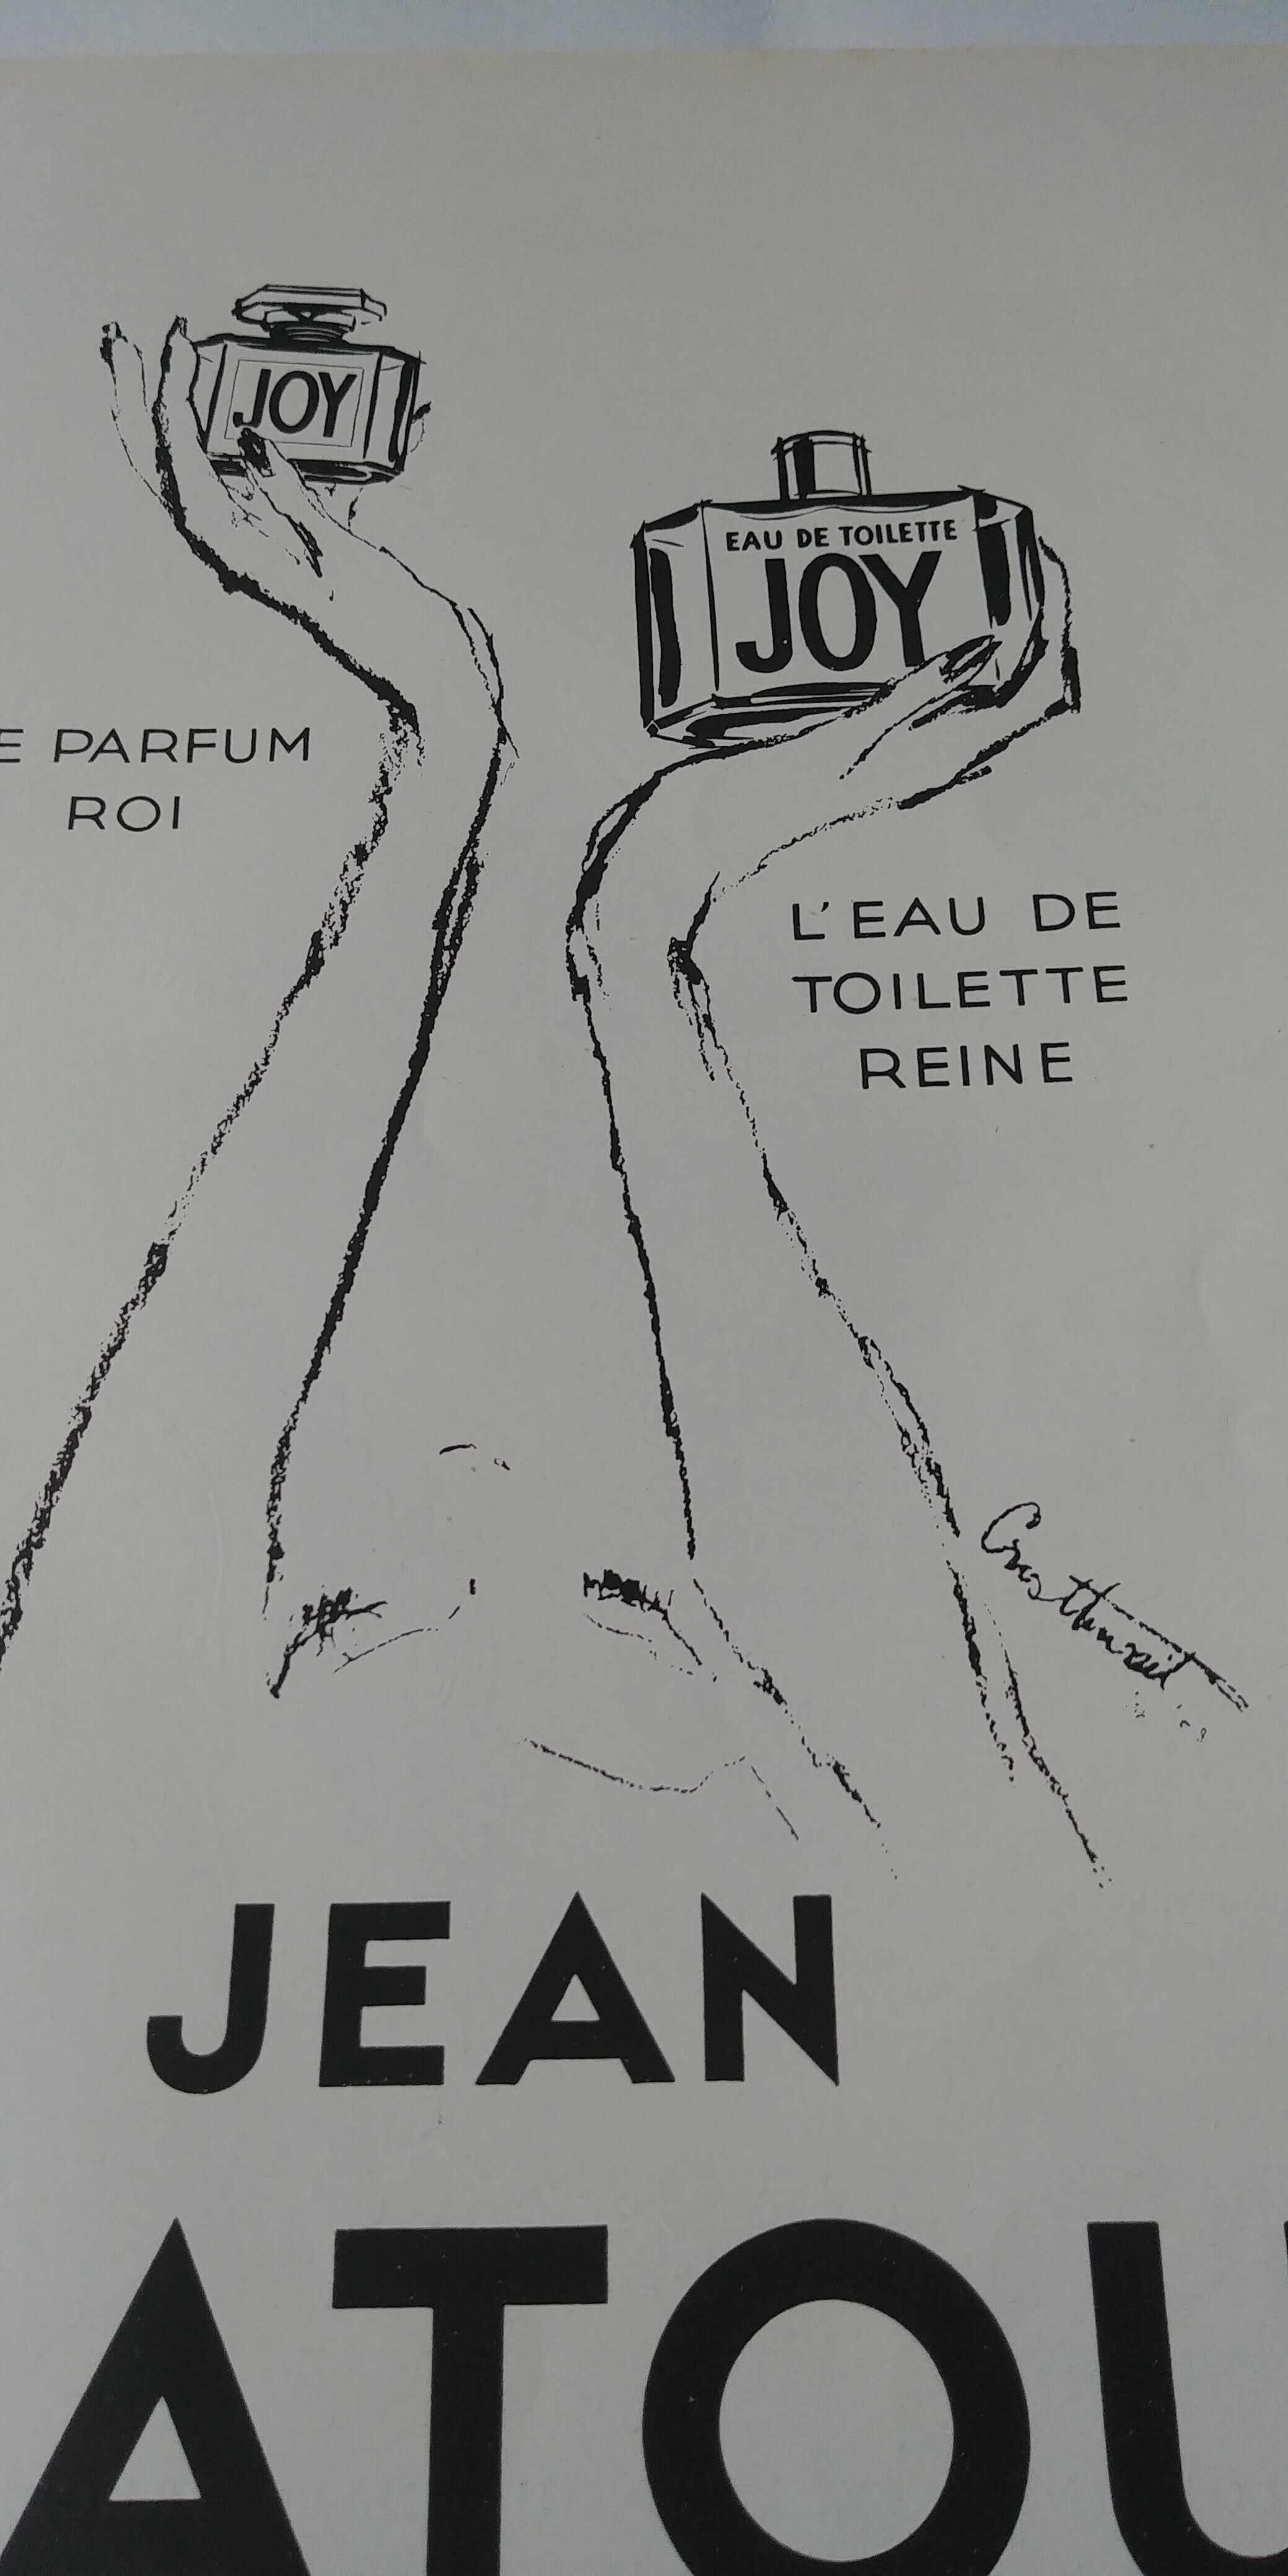 JOY
EAU DE TOILETTE
JOY
E PARFUM
ROI
L'EAU DE
TOILETTE
REINE
JEAN
ATOU